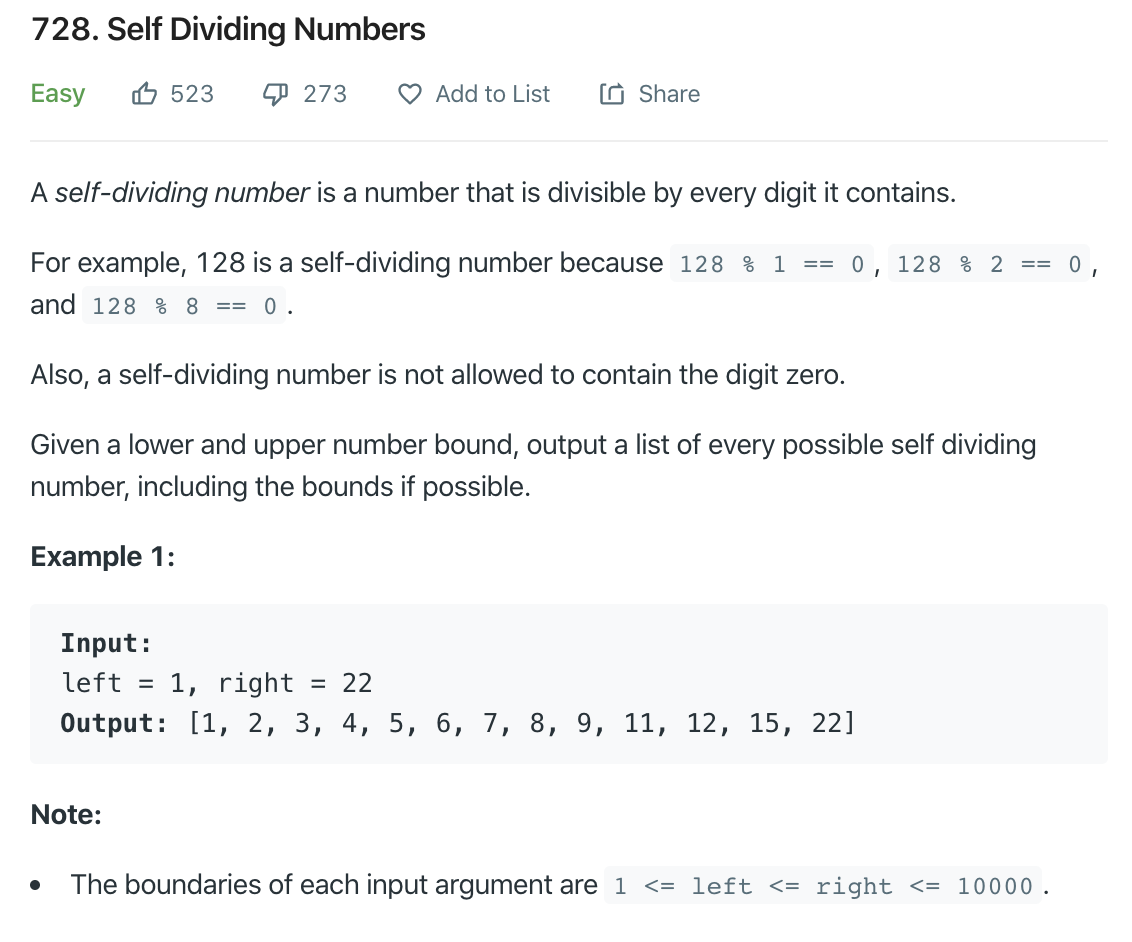 728. Self Dividing Numbers
Easy 523 273 Add to List Share
A self-dividing number is a number that is divisible by every digit it contains.
For example, 128 is a self-dividing number because 128 % 1 == 0, 128 % 2 == 0,
and 128 % 8 == 0.
Also, a self-dividing number is not allowed to contain the digit zero.
Given a lower and upper number bound, output a list of every possible self dividing
number, including the bounds if possible.
Example 1:
Input:
left = 1, right = 22
Output: [1, 2, 3, 4, 5, 6, 7, 8, 9, 11, 12, 15, 22]
Note:
• The boundaries of each input argument are 1 <= left <= right <= 10000.